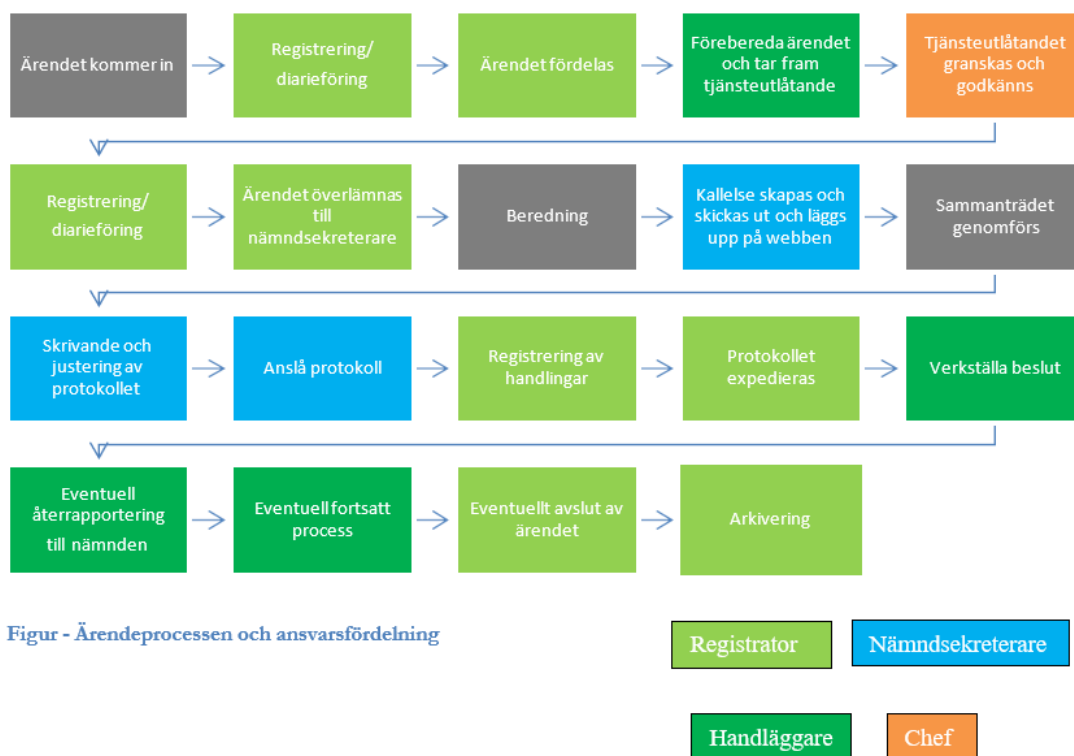 Ärendet kommer in
Registrering/
diarieföring
Ärendet fördelas
Förebereda ärendet
och tar fram
tjänsteutlåtande
Tjänsteutlåtandet
granskas och
godkänns
Registrering/
diarieföring
Ärendet överlämnas
till
nämndsekreterare
Beredning
Kallelse skapas och
skickas ut och läggs
upp på webben
Sammanträdet
genomförs
Skrivande och
justering av
protokollet
Anslå protokoll
Registrering av
handlingar
Protokollet
expedieras
Verkställa beslut
Eventuell
återrapportering
till nämnden
Eventuell fortsatt
process
Eventuellt avslut av
ärendet
Arkivering
Figur - Ärendeprocessen och ansvarsfördelning
Registrator
Nämndsekreterare
Handläggare
Chef